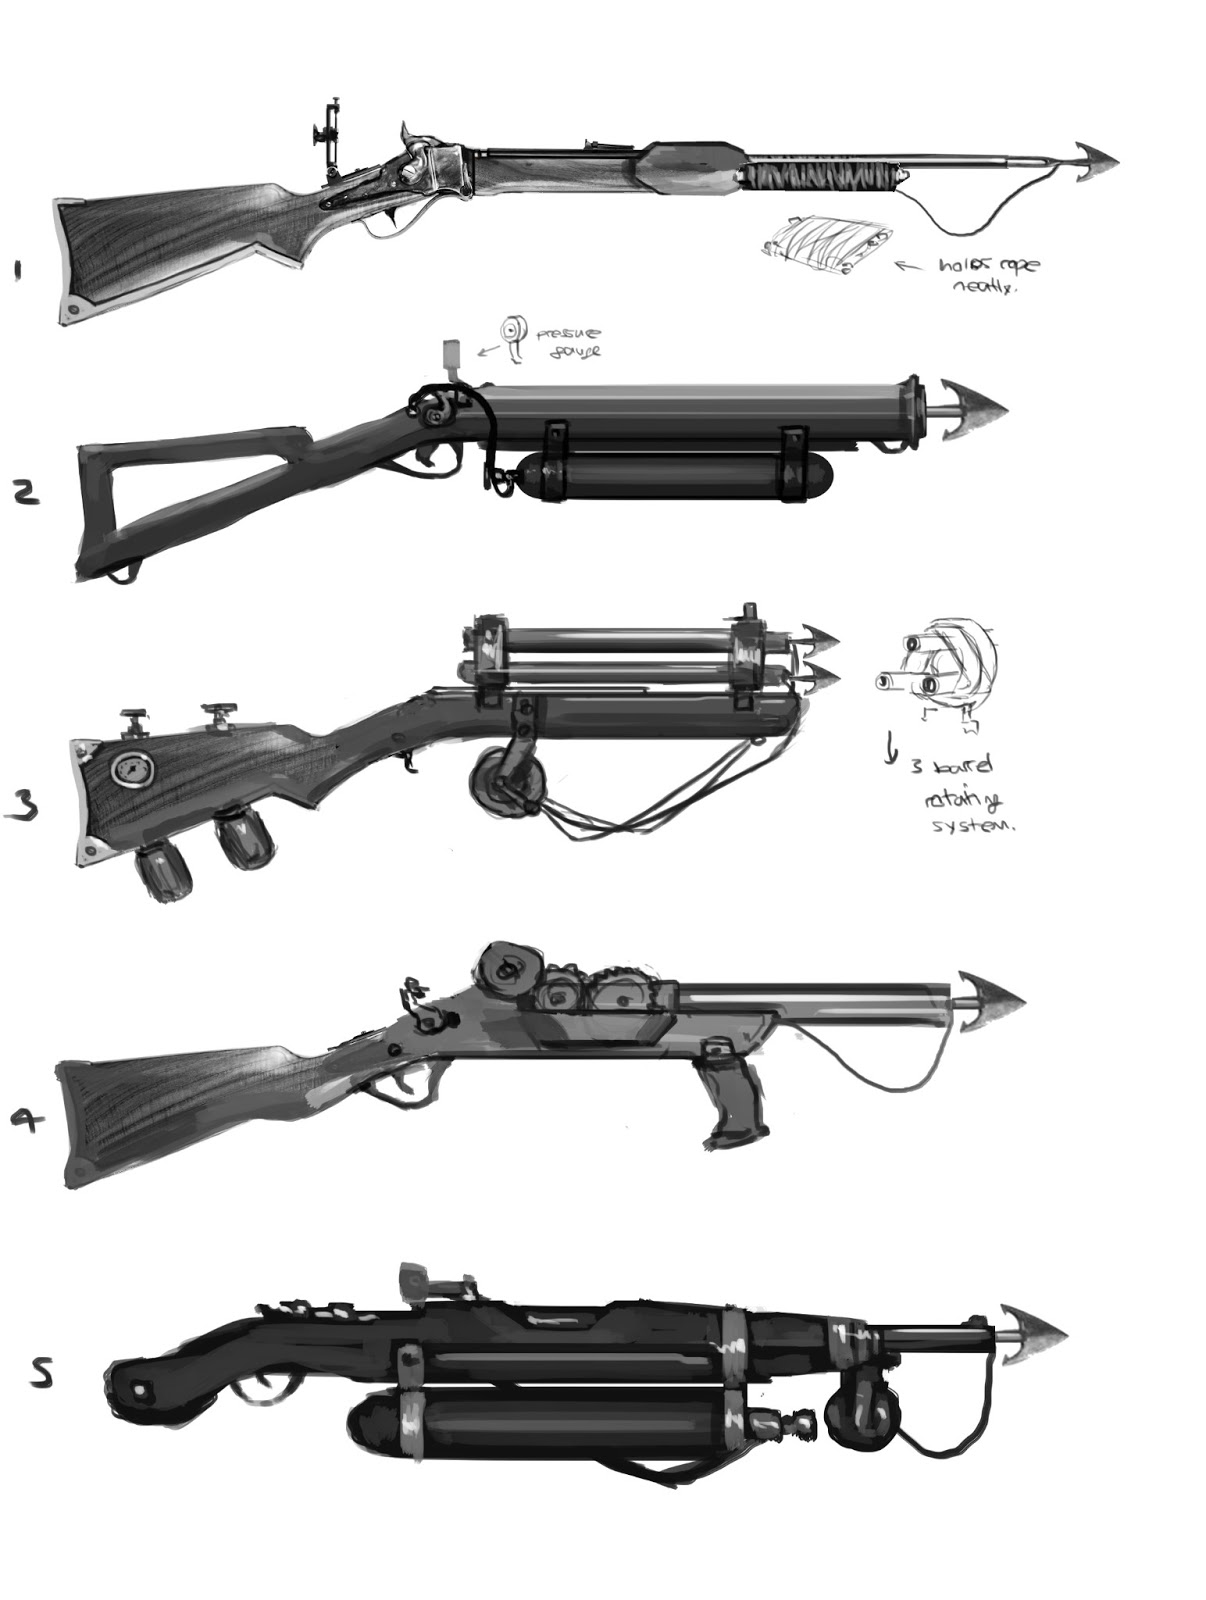 1
holds rope
neatly.
pressure
gauge
2
3
3 barrel
rotating
system.
4
5